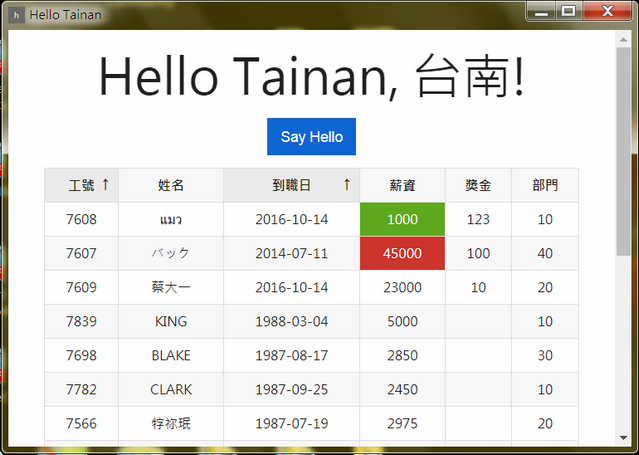 Hello Tainan
Hello Tainan, 台南!
Say Hello
工號 ↑ 姓名 到職日 ↑ 薪資 獎金 部門
7608 แมว 2016-10-14 1000 123 10
7607 バック 2014-07-11 45000 100 40
7609 蔡大一 2016-10-14 23000 10 20
7839 KING 1988-03-04 5000 10
7698 BLAKE 1987-08-17 2850 30
7782 CLARK 1987-09-25 2450 10
7566 牸祢珉 1987-07-19 2975 20